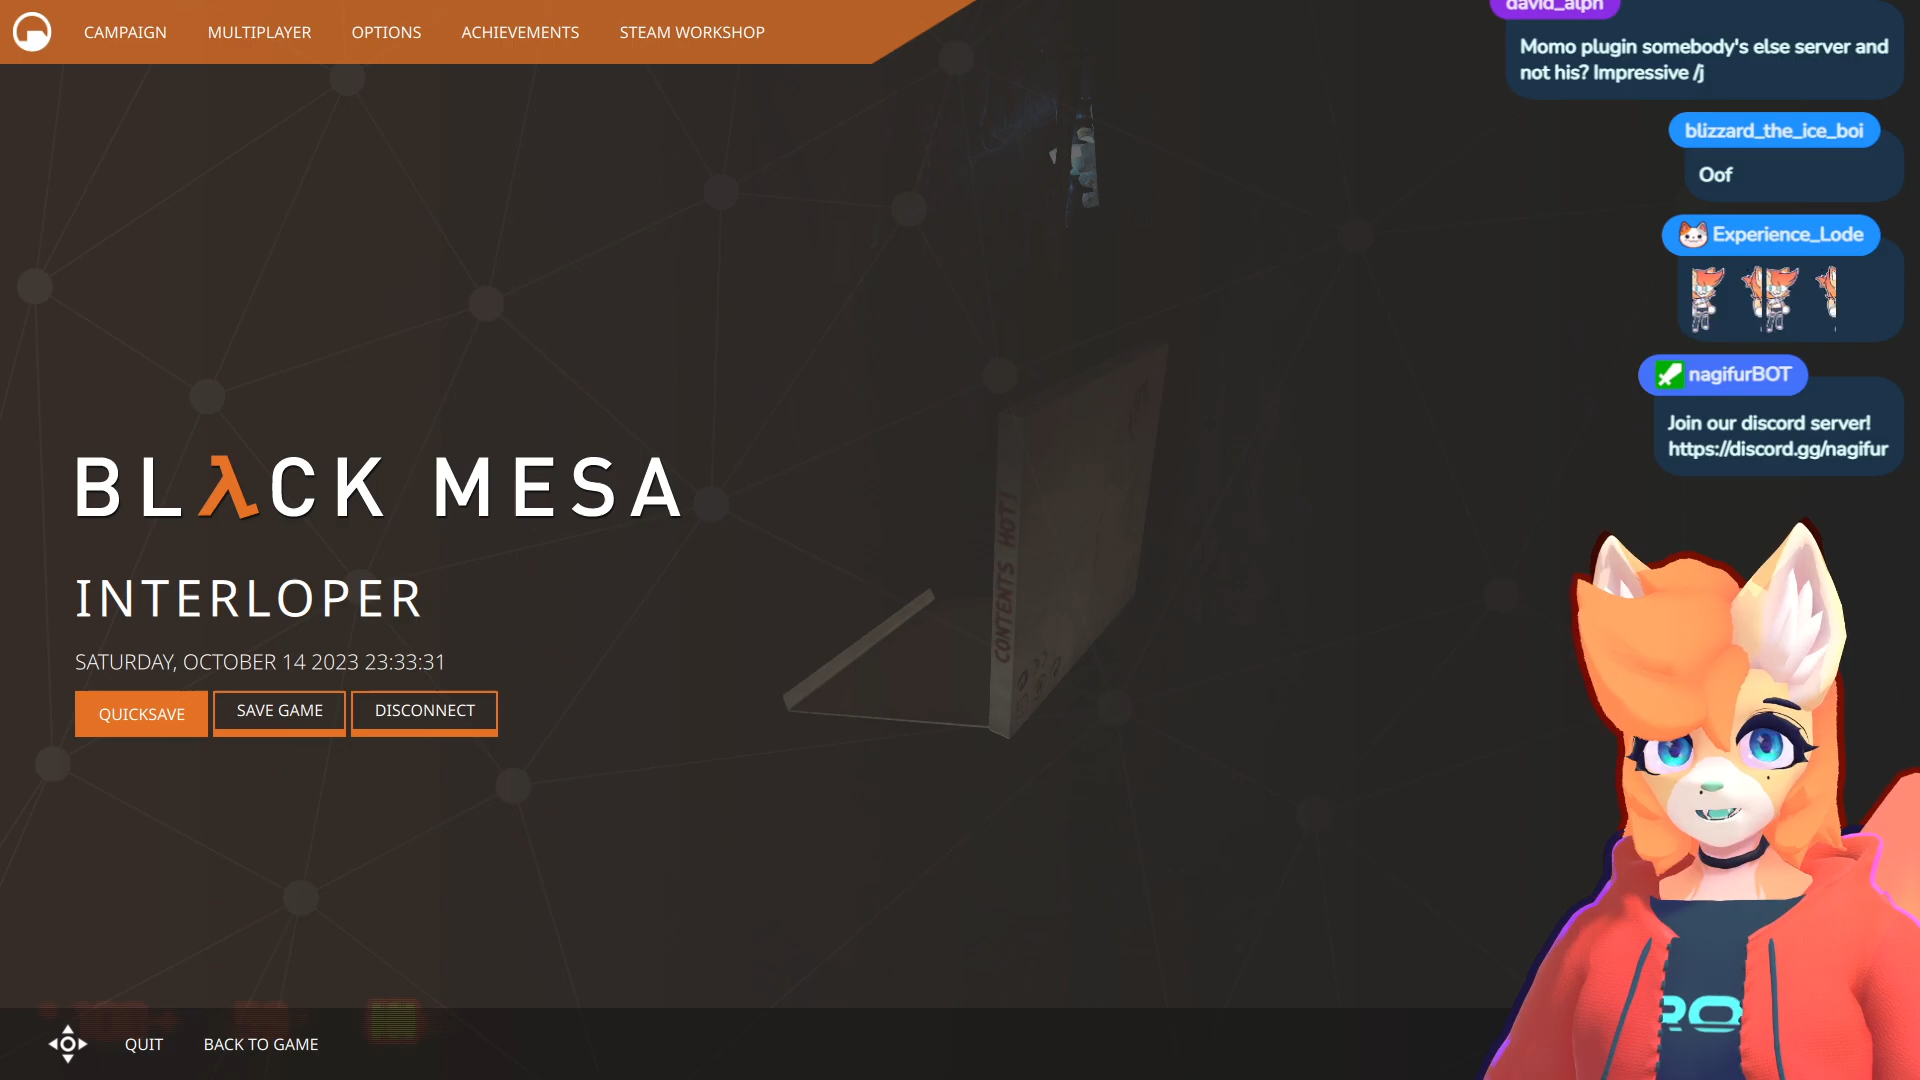 CAMPAIGN MULTIPLAYER OPTIONS ACHIEVEMENTS STEAM WORKSHOP
BLλCK MESA
INTERLOPER
SATURDAY, OCTOBER 14 2023 23:33:31
QUICKSAVE SAVE GAME DISCONNECT
QUIT BACK TO GAME
CONTENTS HOT!
david_alph
Momo plugin somebody's else server and
not his? Impressive /j
blizzard_the_ice_boi
Oof
Experience_Lode
nagifurBOT
Join our discord server!
https://discord.gg/nagifur